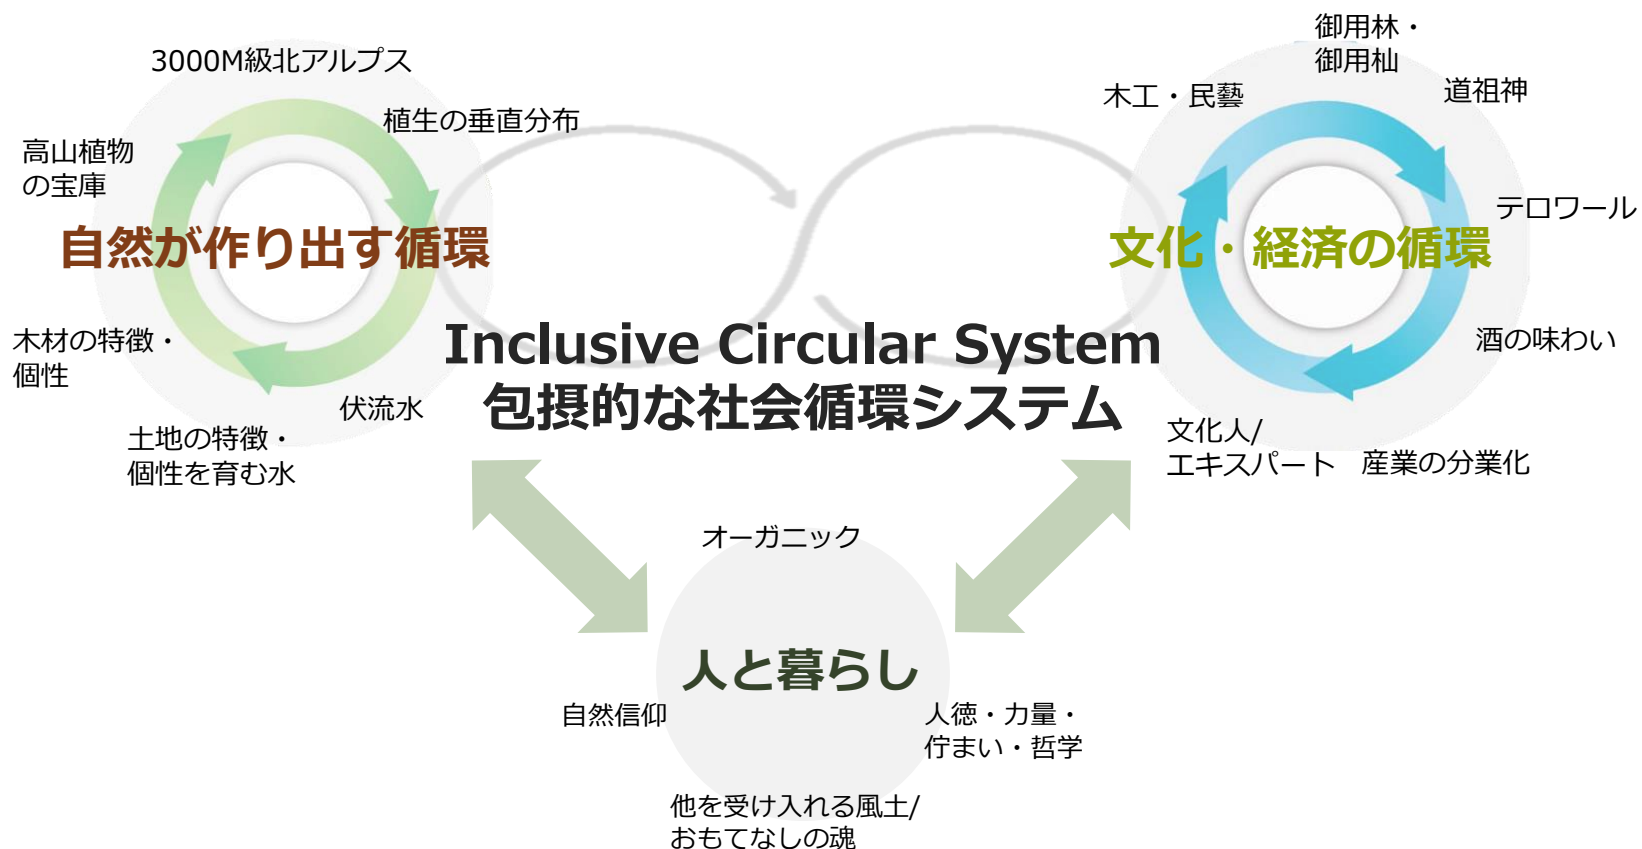 3000M級北アルプス
植生の垂直分布
高山植物
の宝庫
自然が作り出す循環
木材の特徴・
個性
伏流水
土地の特徴・
個性を育む水
御用林・
御用杣
木工・民藝
道祖神
テロワール
文化・経済の循環
酒の味わい
文化人/
エキスパート
産業の分業化
Inclusive Circular System
包摂的な社会循環システム
オーガニック
人と暮らし
自然信仰
人徳・力量・
佇まい・哲学
他を受け入れる風土/
おもてなしの魂